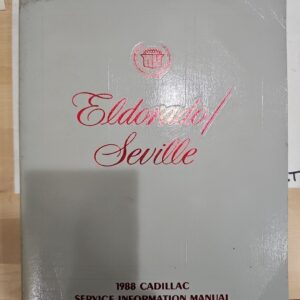 Eldorado/
Seville
1988 CADILLAC
SERVICE INFORMATION MANUAL